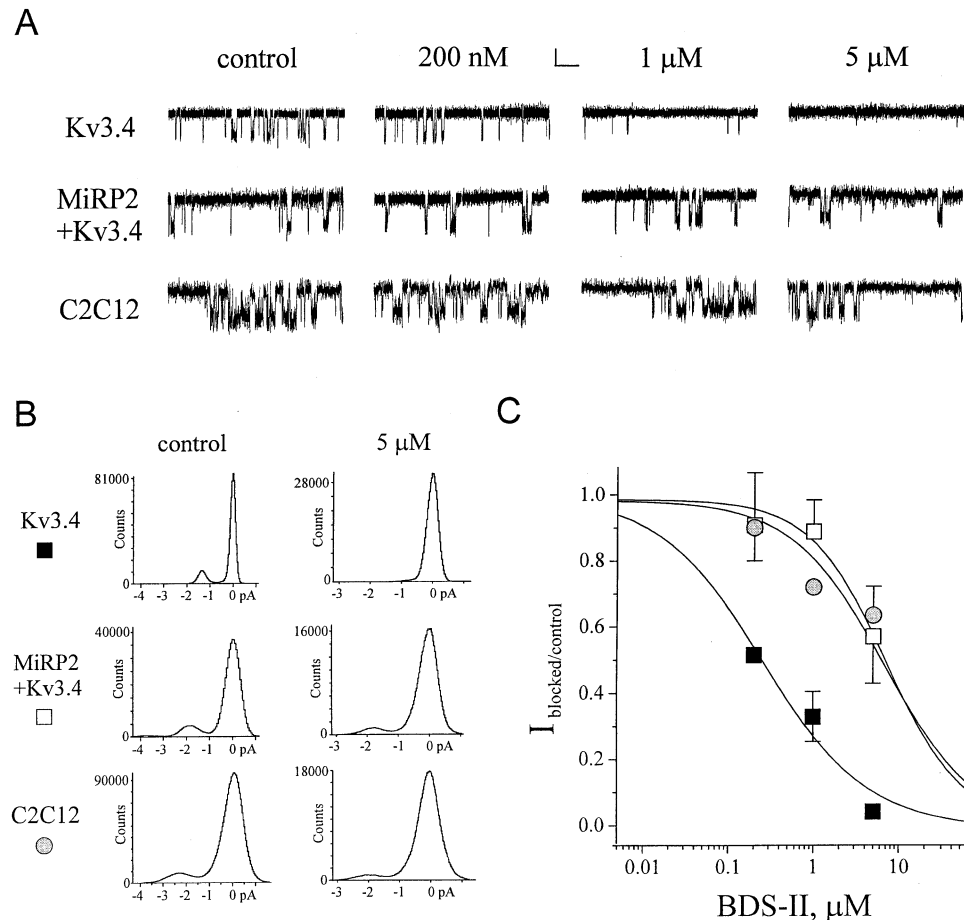 A
control 200 nM 1 μM 5 μM
Kv3.4
MiRP2
+Kv3.4
C2C12
B
control 5 μM
Kv3.4
81000
Counts
0
-4 -3 -2 -1 0 pA
28000
Counts
0
-3 -2 -1 0 pA
MiRP2
+Kv3.4
40000
Counts
0
-4 -3 -2 -1 0 pA
16000
Counts
0
-3 -2 -1 0 pA
C2C12
90000
Counts
0
-4 -3 -2 -1 0 pA
18000
Counts
0
-3 -2 -1 0 pA
C
I blocked/control
1.0
0.8
0.6
0.4
0.2
0.0
0.01 0.1 1 10
BDS-II, μM